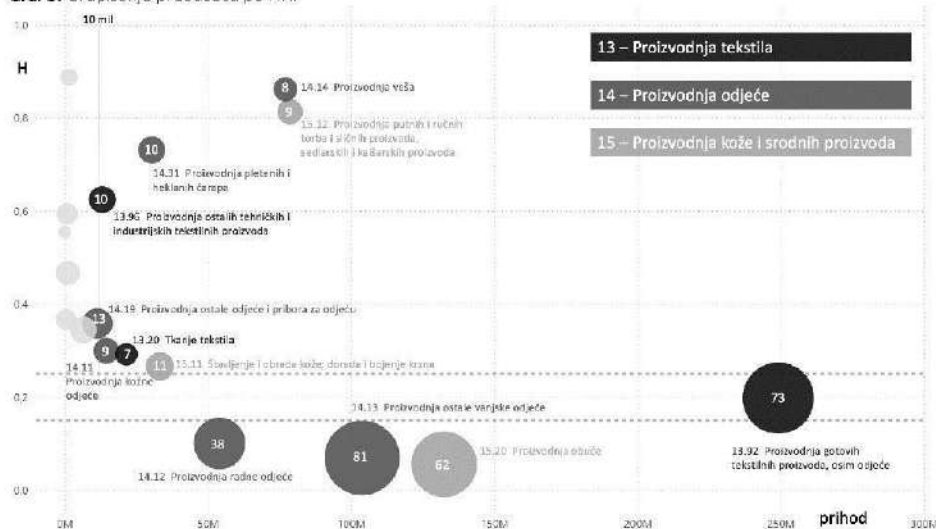 10 mil
1,0
H
0,8
0,6
0,4
0,2
0,0
13 – Proizvodnja tekstila
14 – Proizvodnja odjeće
15 – Proizvodnja kože i srodnih proizvoda
8
14.14 Proizvodnja veša
9
15.12 Proizvodnja putnih i ručnih
torba i sličnih proizvoda,
sedlarskih i kaišarskih proizvoda
10
14.31 Proizvodnja pletenih i
heklanih čarapa
10
13.96 Proizvodnja ostalih tehničkih i
industrijskih tekstilnih proizvoda
13
14.19 Proizvodnja ostale odjeće i pribora za odjeću
13.20 Tkanje tekstila
9
7
11
15.11 Štavljenje i obrada kože; dorada i bojenje krzna
14.11
Proizvodnja kožne
odjeće
14.13 Proizvodnja ostale vanjske odjeće
73
38
81
62
15.20 Proizvodnja obuće
14.12 Proizvodnja radne odjeće
13.92 Proizvodnja gotovih
tekstilnih proizvoda, osim odjeće
0M
50M
100M
150M
200M
250M
prihod
300M